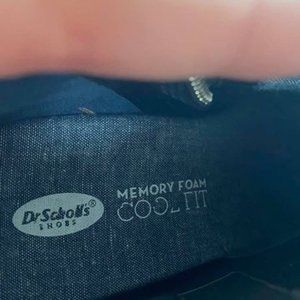 Dr. Scholl's®
SHOES
MEMORY FOAM
COOL FIT